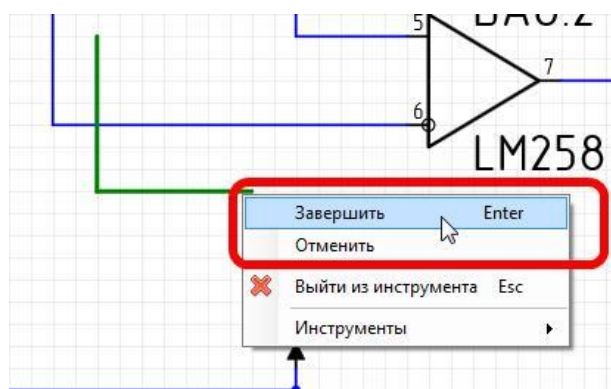 5
7
6
LM258
Завершить Enter
Отменить
Выйти из инструмента Esc
Инструменты